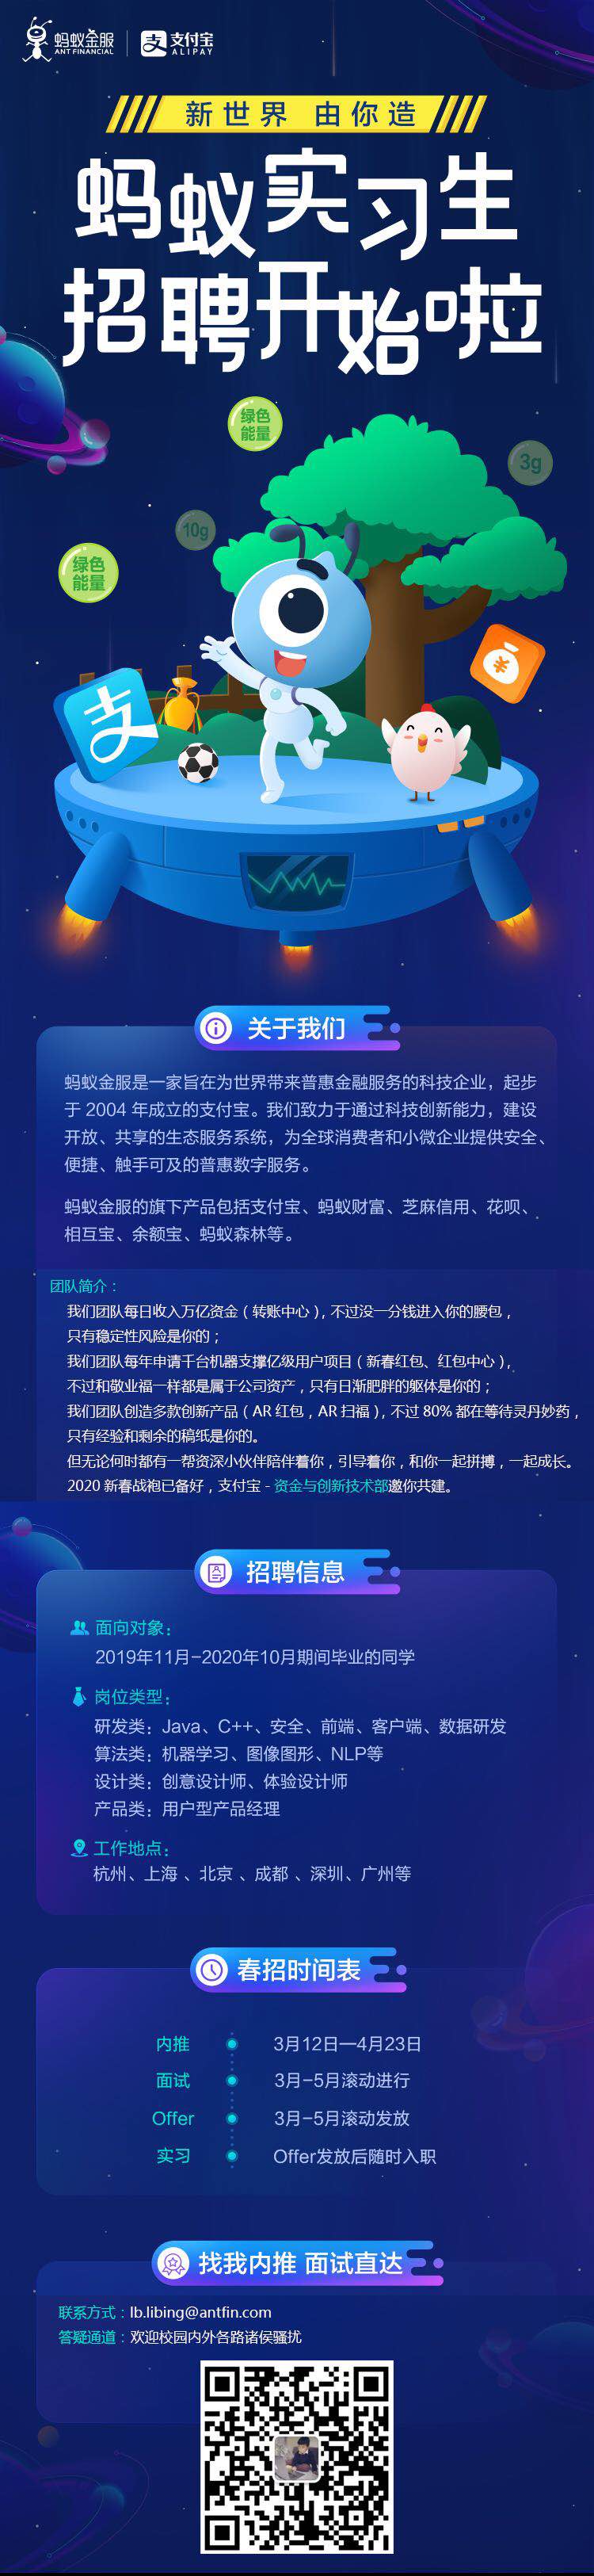 蚂蚁金服
ANT FINANCIAL
支付宝
ALIPAY
新世界 由你造
蚂蚁实习生
招聘开始啦
绿色
能量
3g
10g
绿色
能量
支
¥
关于我们
蚂蚁金服是一家旨在为世界带来普惠金融服务的科技企业，起步
于 2004 年成立的支付宝。我们致力于通过科技创新能力，建设
开放、共享的生态服务系统，为全球消费者和小微企业提供安全、
便捷、触手可及的普惠数字服务。
蚂蚁金服的旗下产品包括支付宝、蚂蚁财富、芝麻信用、花呗、
相互宝、余额宝、蚂蚁森林等。
团队简介：
我们团队每日收入万亿资金（转账中心），不过没一分钱进入你的腰包，
只有稳定性风险是你的；
我们团队每年申请千台机器支撑亿级用户项目（新春红包、红包中心），
不过和敬业福一样都是属于公司资产，只有日渐肥胖的躯体是你的；
我们团队创造多款创新产品（AR 红包，AR 扫福），不过 80% 都在等待灵丹妙药，
只有经验和剩余的稿纸是你的。
但无论何时都有一帮资深小伙伴陪伴着你，引导着你，和你一起拼搏，一起成长。
2020 新春战袍已备好，支付宝 - 资金与创新技术部邀你共建。
招聘信息
面向对象：
2019年11月-2020年10月期间毕业的同学
岗位类型：
研发类：Java、C++、安全、前端、客户端、数据研发
算法类：机器学习、图像图形、NLP等
设计类：创意设计师、体验设计师
产品类：用户型产品经理
工作地点：
杭州、上海 、北京 、成都 、深圳、广州等
春招时间表
内推 3月12日—4月23日
面试 3月-5月滚动进行
Offer 3月-5月滚动发放
实习 Offer发放后随时入职
找我内推 面试直达
联系方式：lb.libing@antfin.com
答疑通道：欢迎校园内外各路诸侯骚扰